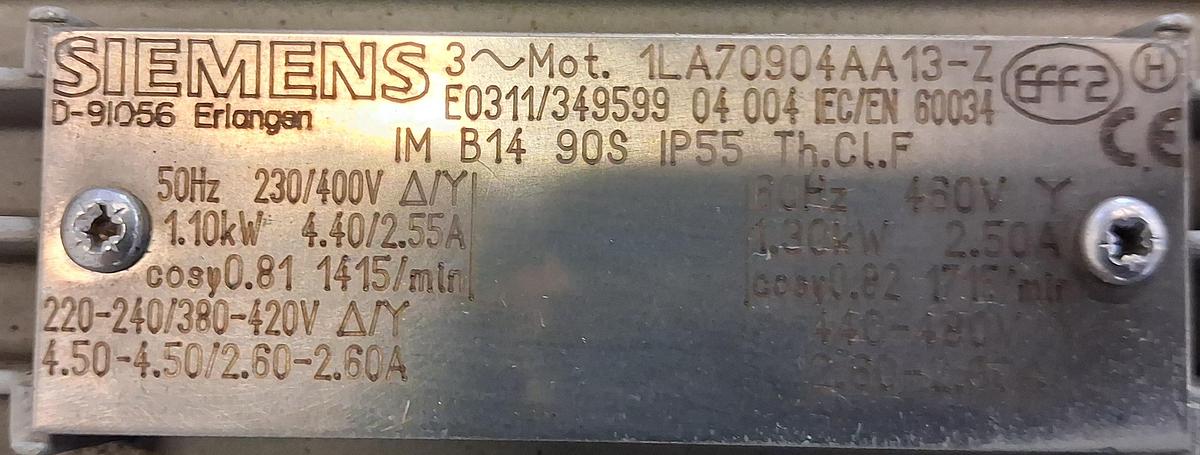 SIEMENS 3~Mot. 1LA70904AA13-Z EFF2 H
D-91056 Erlangen E0311/349599 04 004 IEC/EN 60034 CE
IM B14 90S IP55 Th.Cl.F
50Hz 230/400V Δ/Y 60Hz 460V Y
1.10kW 4.40/2.55A 1.30kW 2.50A
cosφ0.81 1415/min cosφ0.82 1715/min
220-240/380-420V Δ/Y 440-480V
4.50-4.50/2.60-2.60A